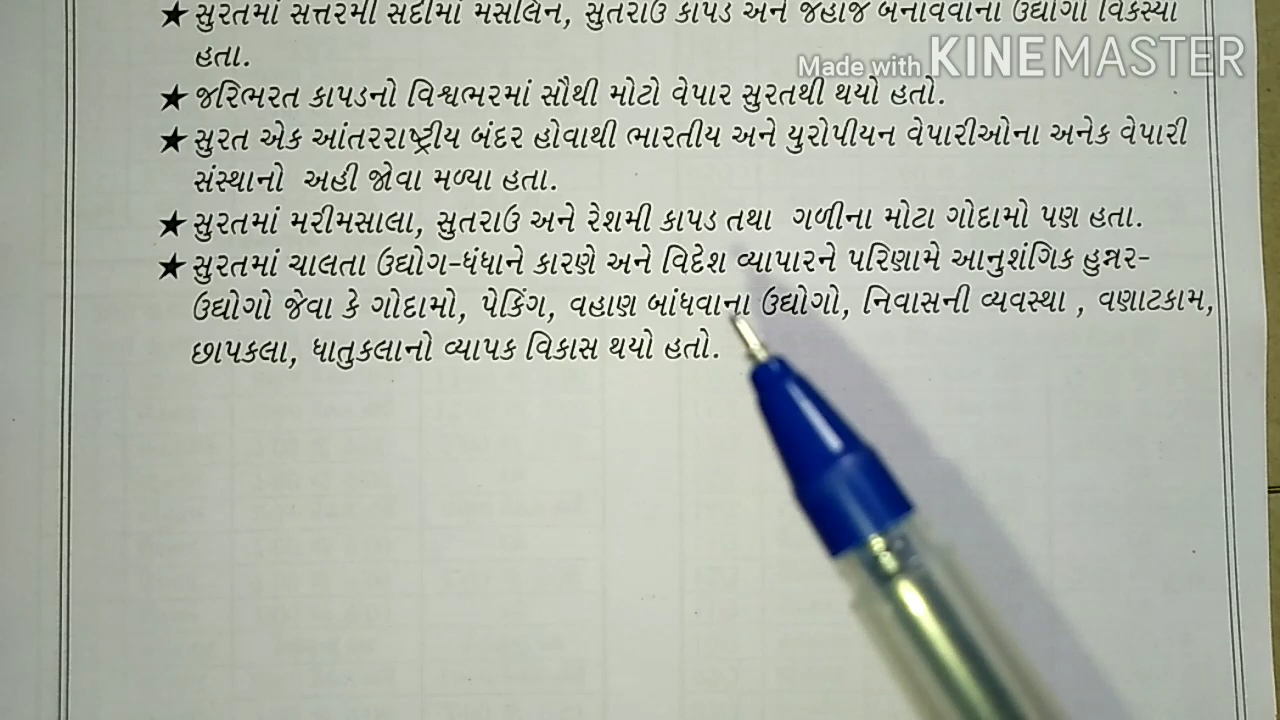 ★ સુરતમાં સત્તરમી સદીમાં મસલિન, સુતરાઉ કાપડ અને જહાજ બનાવવાના ઉદ્યોગો વિકસ્યા
હતા.
Made with KINEMASTER
★ જરિભરત કાપડનો વિશ્વભરમાં સૌથી મોટો વેપાર સુરતથી થયો હતો.
★ સુરત એક આંતરરાષ્ટ્રીય બંદર હોવાથી ભારતીય અને યુરોપીયન વેપારીઓના અનેક વેપારી
સંસ્થાનો અહી જોવા મળ્યા હતા.
★ સુરતમાં મરીમસાલા, સુતરાઉ અને રેશમી કાપડ તથા ગળીના મોટા ગોદામો પણ હતા.
★ સુરતમાં ચાલતા ઉદ્યોગ-ધંધાને કારણે અને વિદેશ વ્યાપારને પરિણામે આનુશંગિક હુન્નર-
ઉદ્યોગો જેવા કે ગોદામો, પેકિંગ, વહાણ બાંધવાના ઉદ્યોગો, નિવાસની વ્યવસ્થા , વણાટકામ,
છાપકલા, ધાતુકલાનો વ્યાપક વિકાસ થયો હતો.